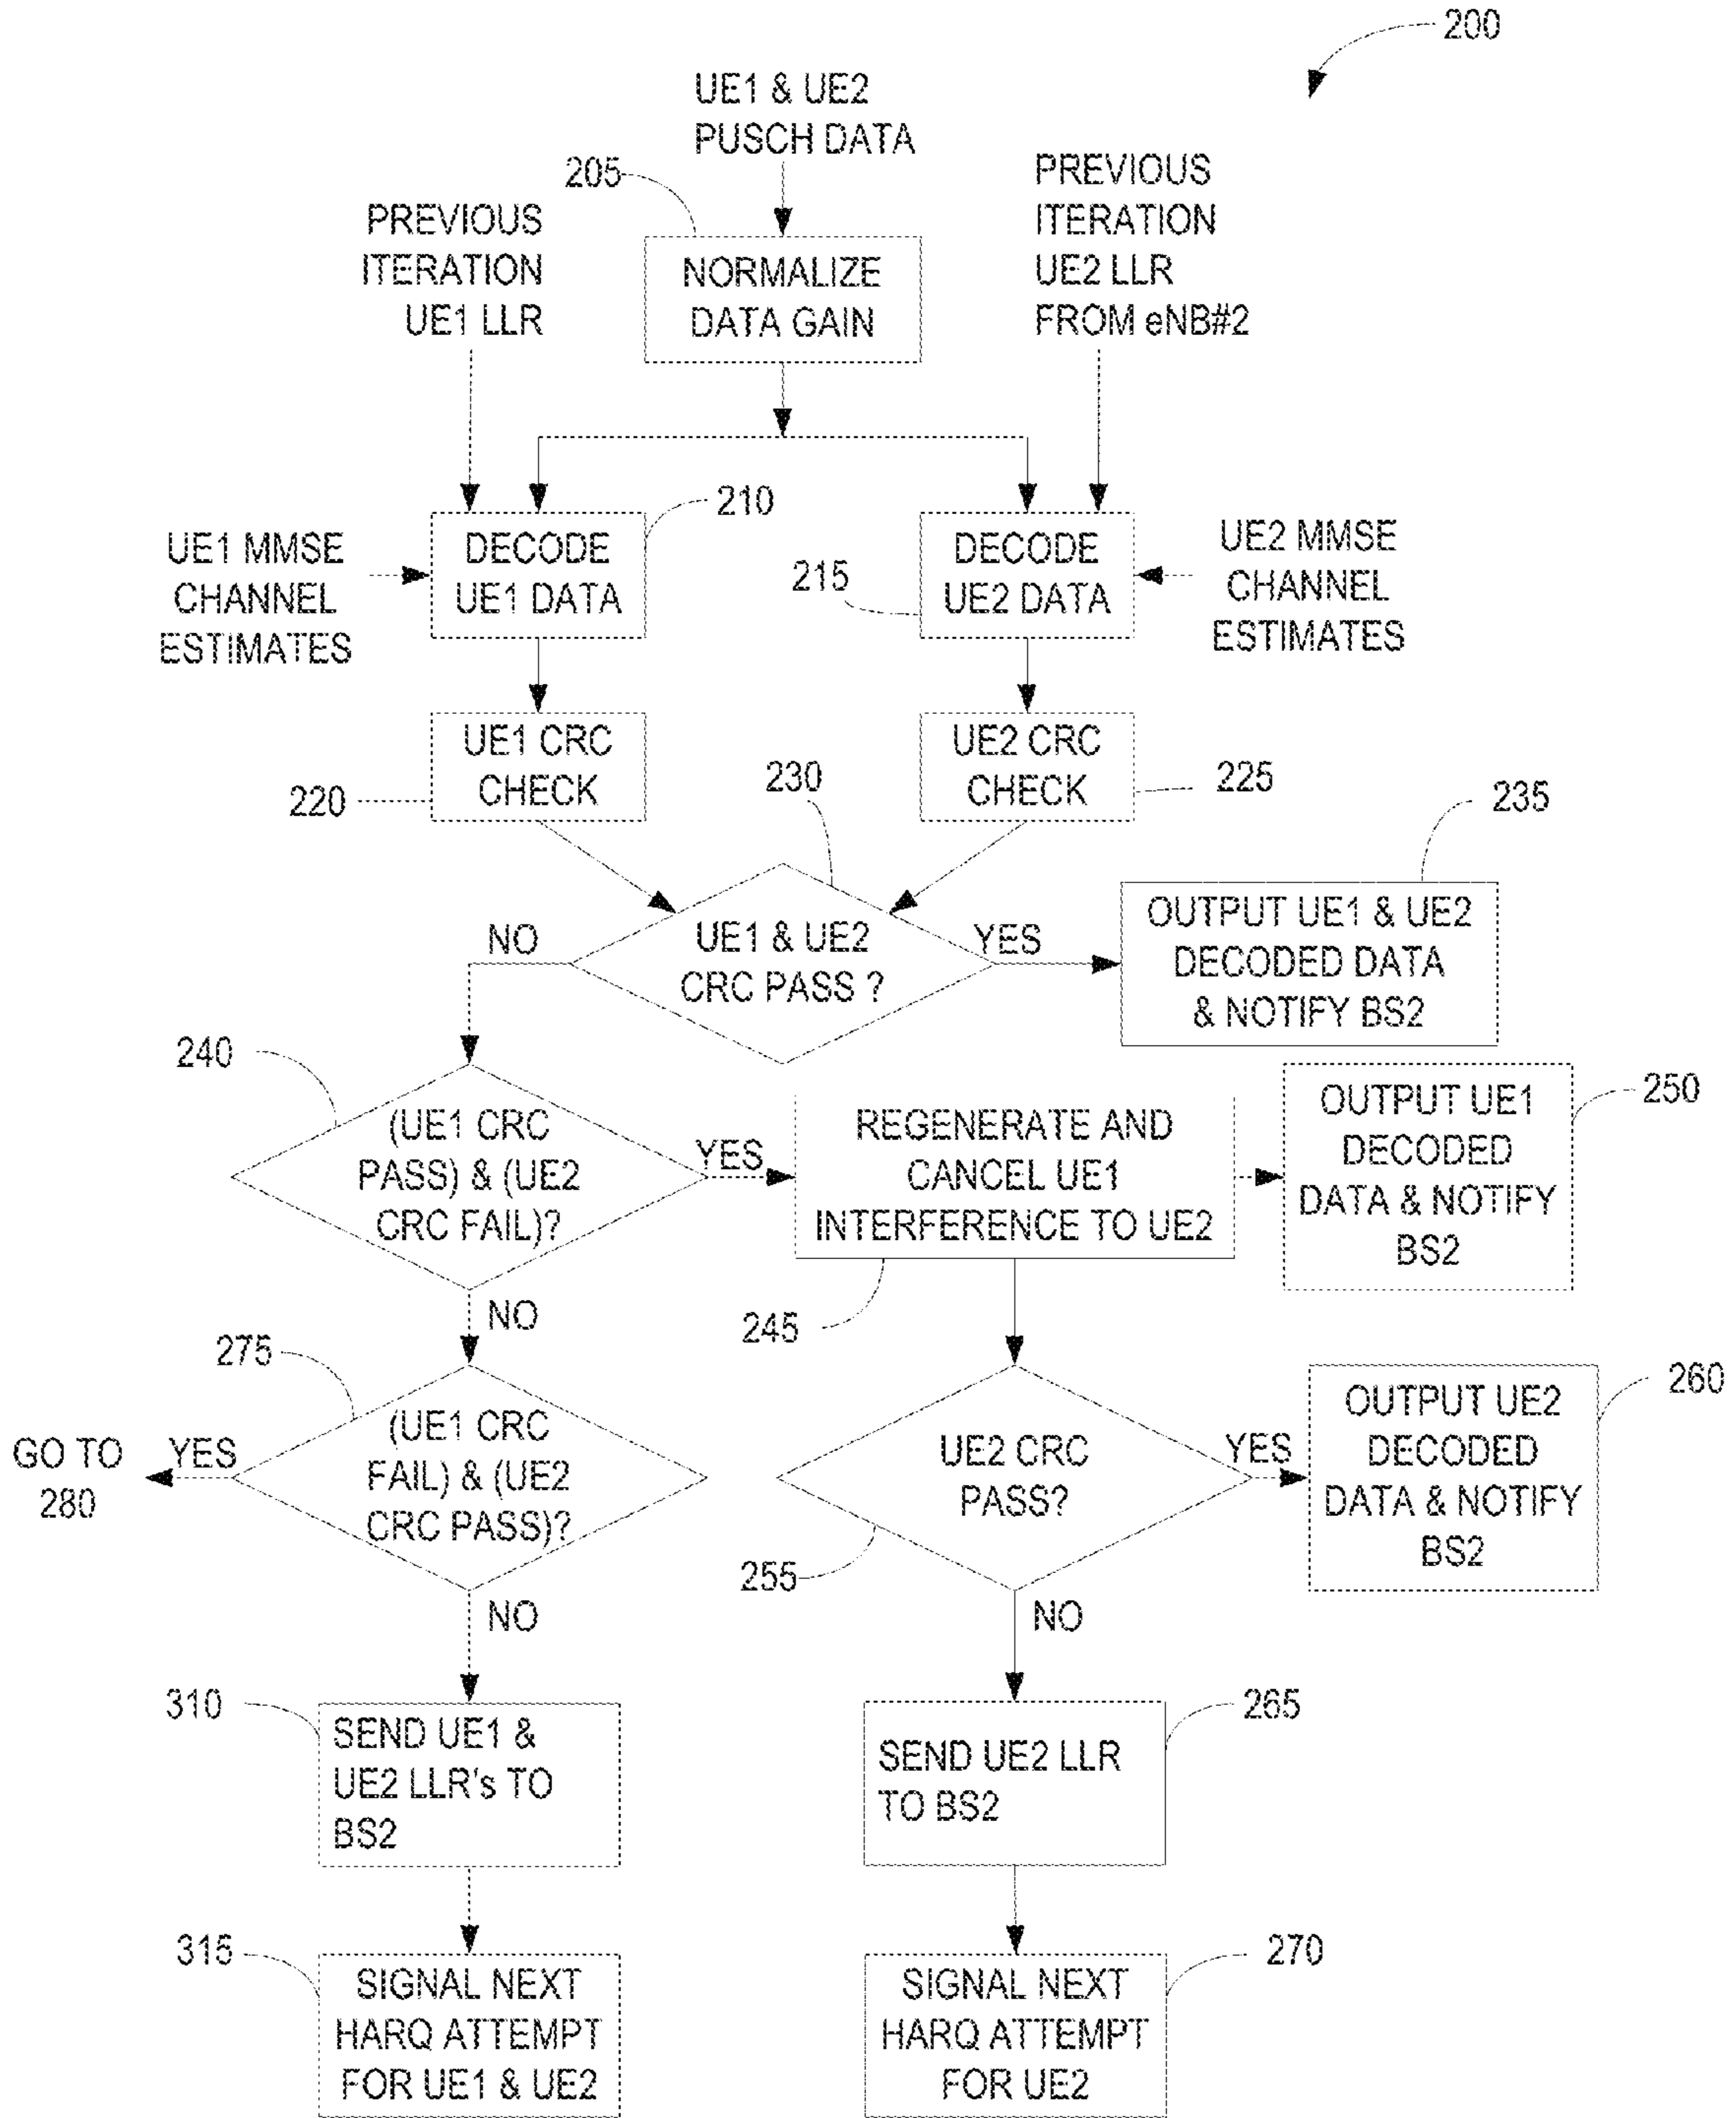 200
UE1 & UE2
PUSCH DATA
205
PREVIOUS
ITERATION
UE1 LLR
NORMALIZE
DATA GAIN
PREVIOUS
ITERATION
UE2 LLR
FROM eNB#2
210
UE1 MMSE
CHANNEL
ESTIMATES
DECODE
UE1 DATA
215
DECODE
UE2 DATA
UE2 MMSE
CHANNEL
ESTIMATES
220
UE1 CRC
CHECK
230
UE2 CRC
CHECK
225
235
NO
UE1 & UE2
CRC PASS ?
YES
OUTPUT UE1 & UE2
DECODED DATA
& NOTIFY BS2
240
(UE1 CRC
PASS) & (UE2
CRC FAIL)?
YES
REGENERATE AND
CANCEL UE1
INTERFERENCE TO UE2
OUTPUT UE1
DECODED
DATA & NOTIFY
BS2
250
NO
245
275
GO TO
280
YES
(UE1 CRC
FAIL) & (UE2
CRC PASS)?
UE2 CRC
PASS?
YES
OUTPUT UE2
DECODED
DATA & NOTIFY
BS2
260
255
NO
NO
310
SEND UE1 &
UE2 LLR's TO
BS2
SEND UE2 LLR
TO BS2
265
315
SIGNAL NEXT
HARQ ATTEMPT
FOR UE1 & UE2
SIGNAL NEXT
HARQ ATTEMPT
FOR UE2
270